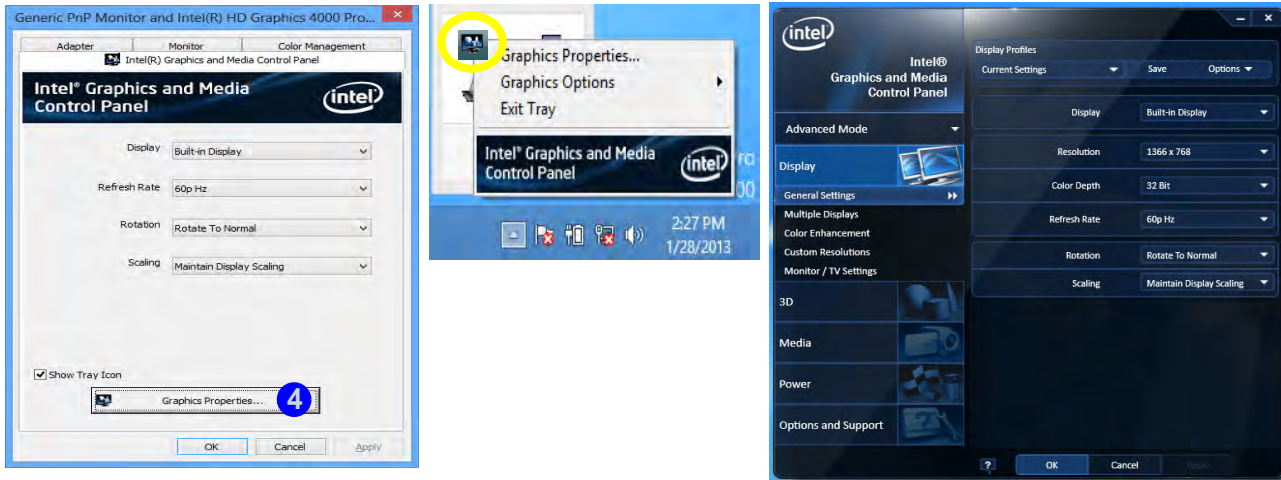 Generic PnP Monitor and Intel(R) HD Graphics 4000 Pro...
Adapter Monitor Color Management
Intel(R) Graphics and Media Control Panel
Intel® Graphics and Media
Control Panel
intel
Display Built-in Display
Refresh Rate 60p Hz
Rotation Rotate To Normal
Scaling Maintain Display Scaling
Show Tray Icon
Graphics Properties... 4
OK Cancel Apply
Graphics Properties...
Graphics Options
Exit Tray
Intel® Graphics and Media
Control Panel
intel
2:27 PM
1/28/2013
intel
Intel®
Graphics and Media
Control Panel
Advanced Mode
Display
General Settings
Multiple Displays
Color Enhancement
Custom Resolutions
Monitor / TV Settings
3D
Media
Power
Options and Support
Display Profiles
Current Settings Save Options
Display Built-in Display
Resolution 1366 x 768
Color Depth 32 Bit
Refresh Rate 60p Hz
Rotation Rotate To Normal
Scaling Maintain Display Scaling
? OK Cancel Apply